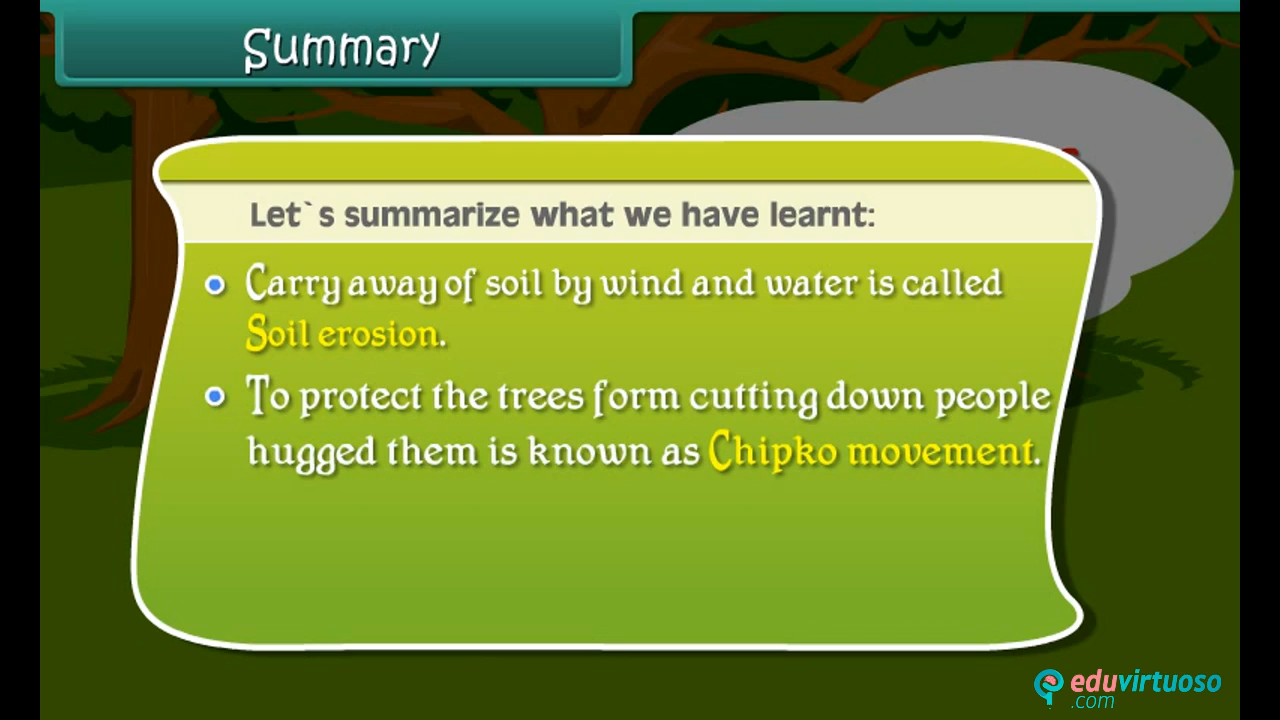 Summary
Let`s summarize what we have learnt:
Carry away of soil by wind and water is called
Soil erosion.
To protect the trees form cutting down people
hugged them is known as Chipko movement.
eduvirtuoso
.com